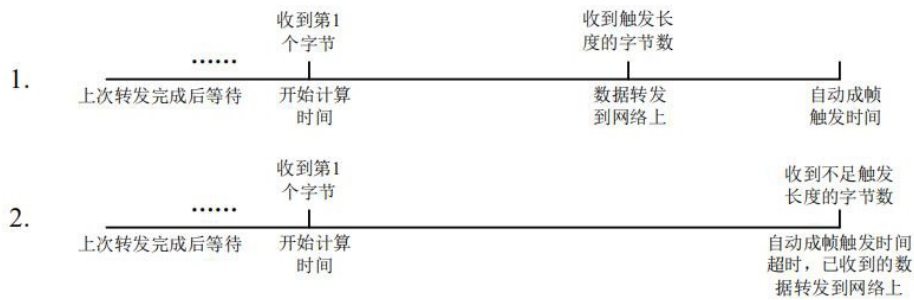 收到第1
个字节
收到触发长
度的字节数
1.
……
上次转发完成后等待
开始计算
时间
数据转发
到网络上
自动成帧
触发时间
收到第1
个字节
收到不足触发
长度的字节数
2.
……
上次转发完成后等待
开始计算
时间
自动成帧触发时间
超时，已收到的数
据转发到网络上